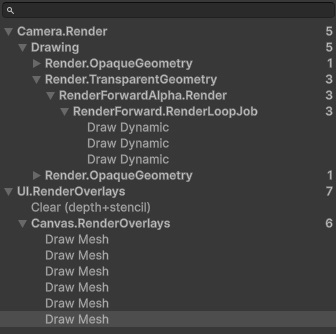 Camera.Render 5
Drawing 5
Render.OpaqueGeometry 1
Render.TransparentGeometry 3
RenderForwardAlpha.Render 3
RenderForward.RenderLoopJob 3
Draw Dynamic
Draw Dynamic
Draw Dynamic
Render.OpaqueGeometry 1
UI.RenderOverlays 7
Clear (depth+stencil)
Canvas.RenderOverlays 6
Draw Mesh
Draw Mesh
Draw Mesh
Draw Mesh
Draw Mesh
Draw Mesh